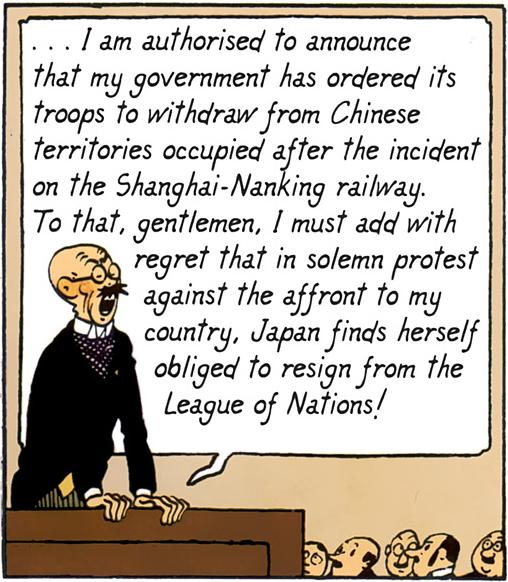 . . . I am authorised to announce
that my government has ordered its
troops to withdraw from Chinese
territories occupied after the incident
on the Shanghai-Nanking railway.
To that, gentlemen, I must add with
regret that in solemn protest
against the affront to my
country, Japan finds herself
obliged to resign from the
League of Nations!